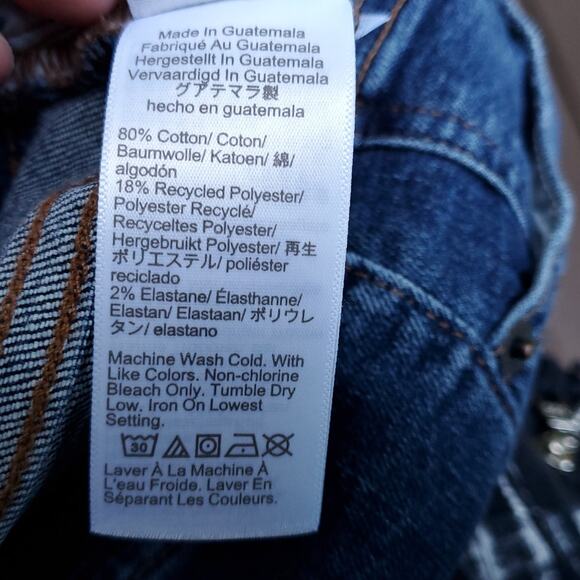 Made In Guatemala
Fabriqué Au Guatemala
Hergestellt In Guatemala
Vervaardigd In Guatemala
グアテマラ製
hecho en guatemala
80% Cotton/ Coton/
Baumwolle/ Katoen/ 綿/
algodón
18% Recycled Polyester/
Polyester Recyclé/
Recyceltes Polyester/
Hergebruikt Polyester/ 再生
ポリエステル/ poliéster
reciclado
2% Elastane/ Élasthanne/
Elastan/ Elastaan/ ポリウレ
タン/ elastano
Machine Wash Cold. With
Like Colors. Non-chlorine
Bleach Only. Tumble Dry
Low. Iron On Lowest
Setting.
30
Laver À La Machine À
L'eau Froide. Laver En
Séparant Les Couleurs.